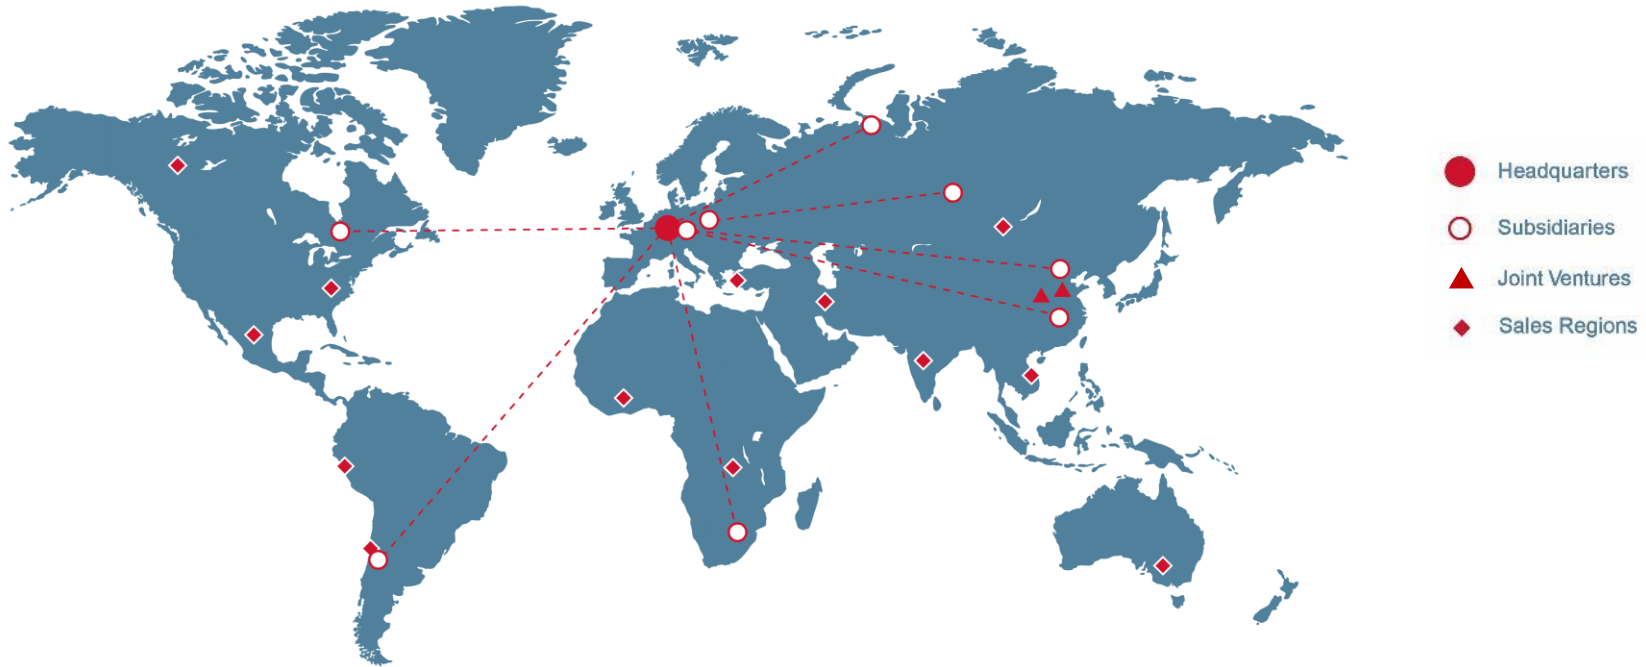 Headquarters
Subsidiaries
Joint Ventures
Sales Regions